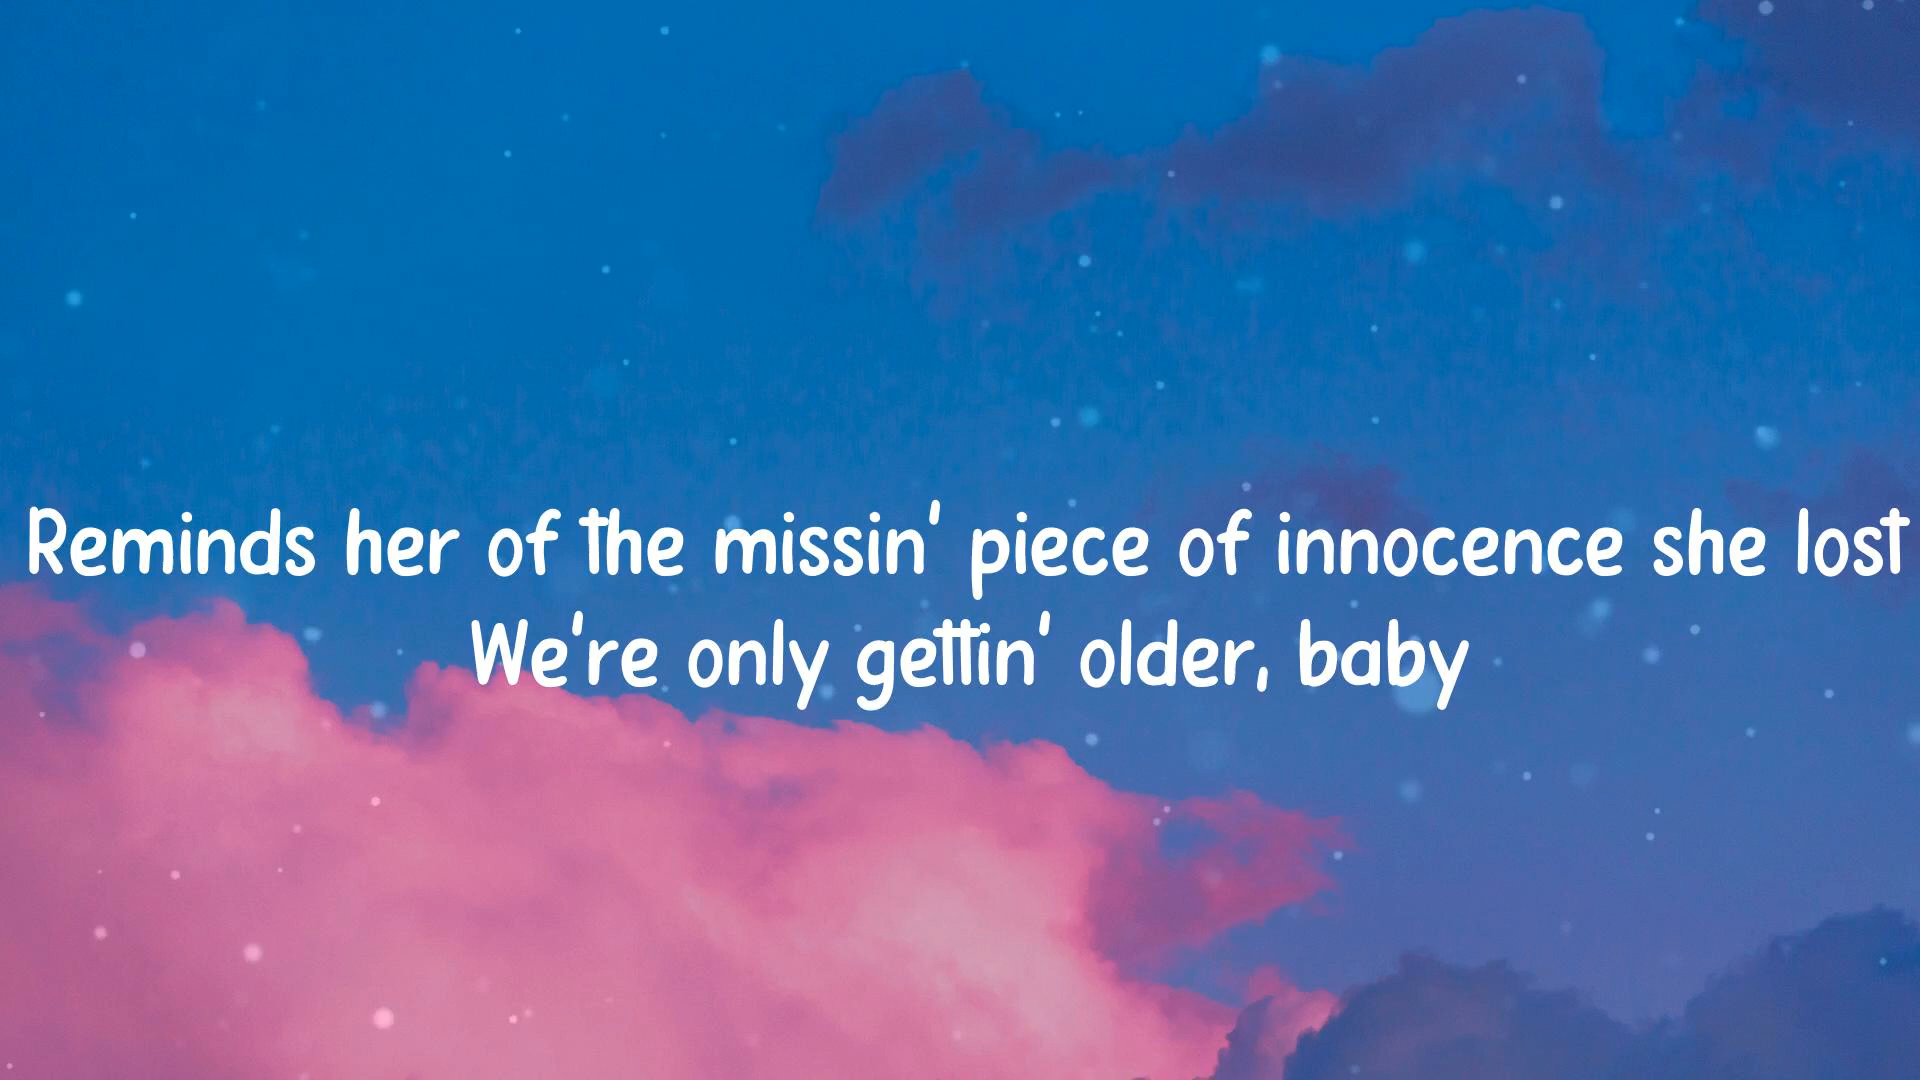 Reminds her of the missin' piece of innocence she lost
We're only gettin' older, baby